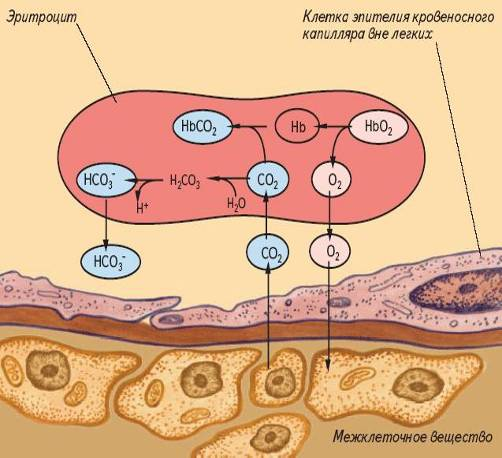 Эритроцит
Клетка эпителия кровеносного
капилляра вне легких
HbCO₂
Hb
HbO₂
HCO₃⁻
H₂CO₃
CO₂
O₂
H⁺
H₂O
HCO₃⁻
CO₂
O₂
Межклеточное вещество